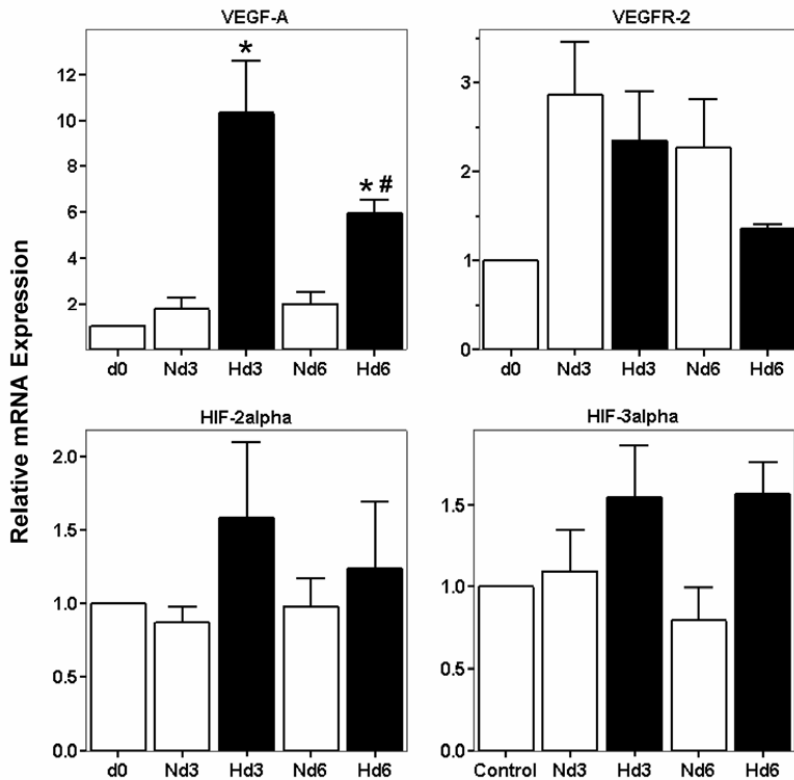 VEGF-A
VEGFR-2
Relative mRNA Expression
12
10
8
6
4
2
*
* #
d0 Nd3 Hd3 Nd6 Hd6
3
2
1
0
d0 Nd3 Hd3 Nd6 Hd6
HIF-2alpha
HIF-3alpha
2.0
1.5
1.0
0.5
0.0
d0 Nd3 Hd3 Nd6 Hd6
1.5
1.0
0.5
0.0
Control Nd3 Hd3 Nd6 Hd6